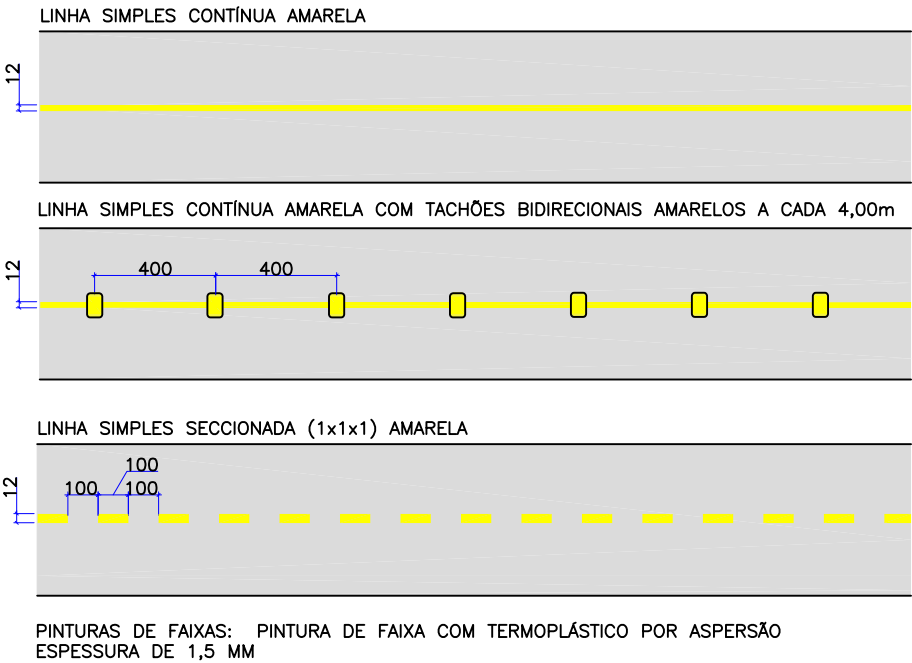 LINHA SIMPLES CONTÍNUA AMARELA
12
LINHA SIMPLES CONTÍNUA AMARELA COM TACHÕES BIDIRECIONAIS AMARELOS A CADA 4,00m
400 400
12
LINHA SIMPLES SECCIONADA (1x1x1) AMARELA
100
100 100
12
PINTURAS DE FAIXAS: PINTURA DE FAIXA COM TERMOPLÁSTICO POR ASPERSÃO
ESPESSURA DE 1,5 MM